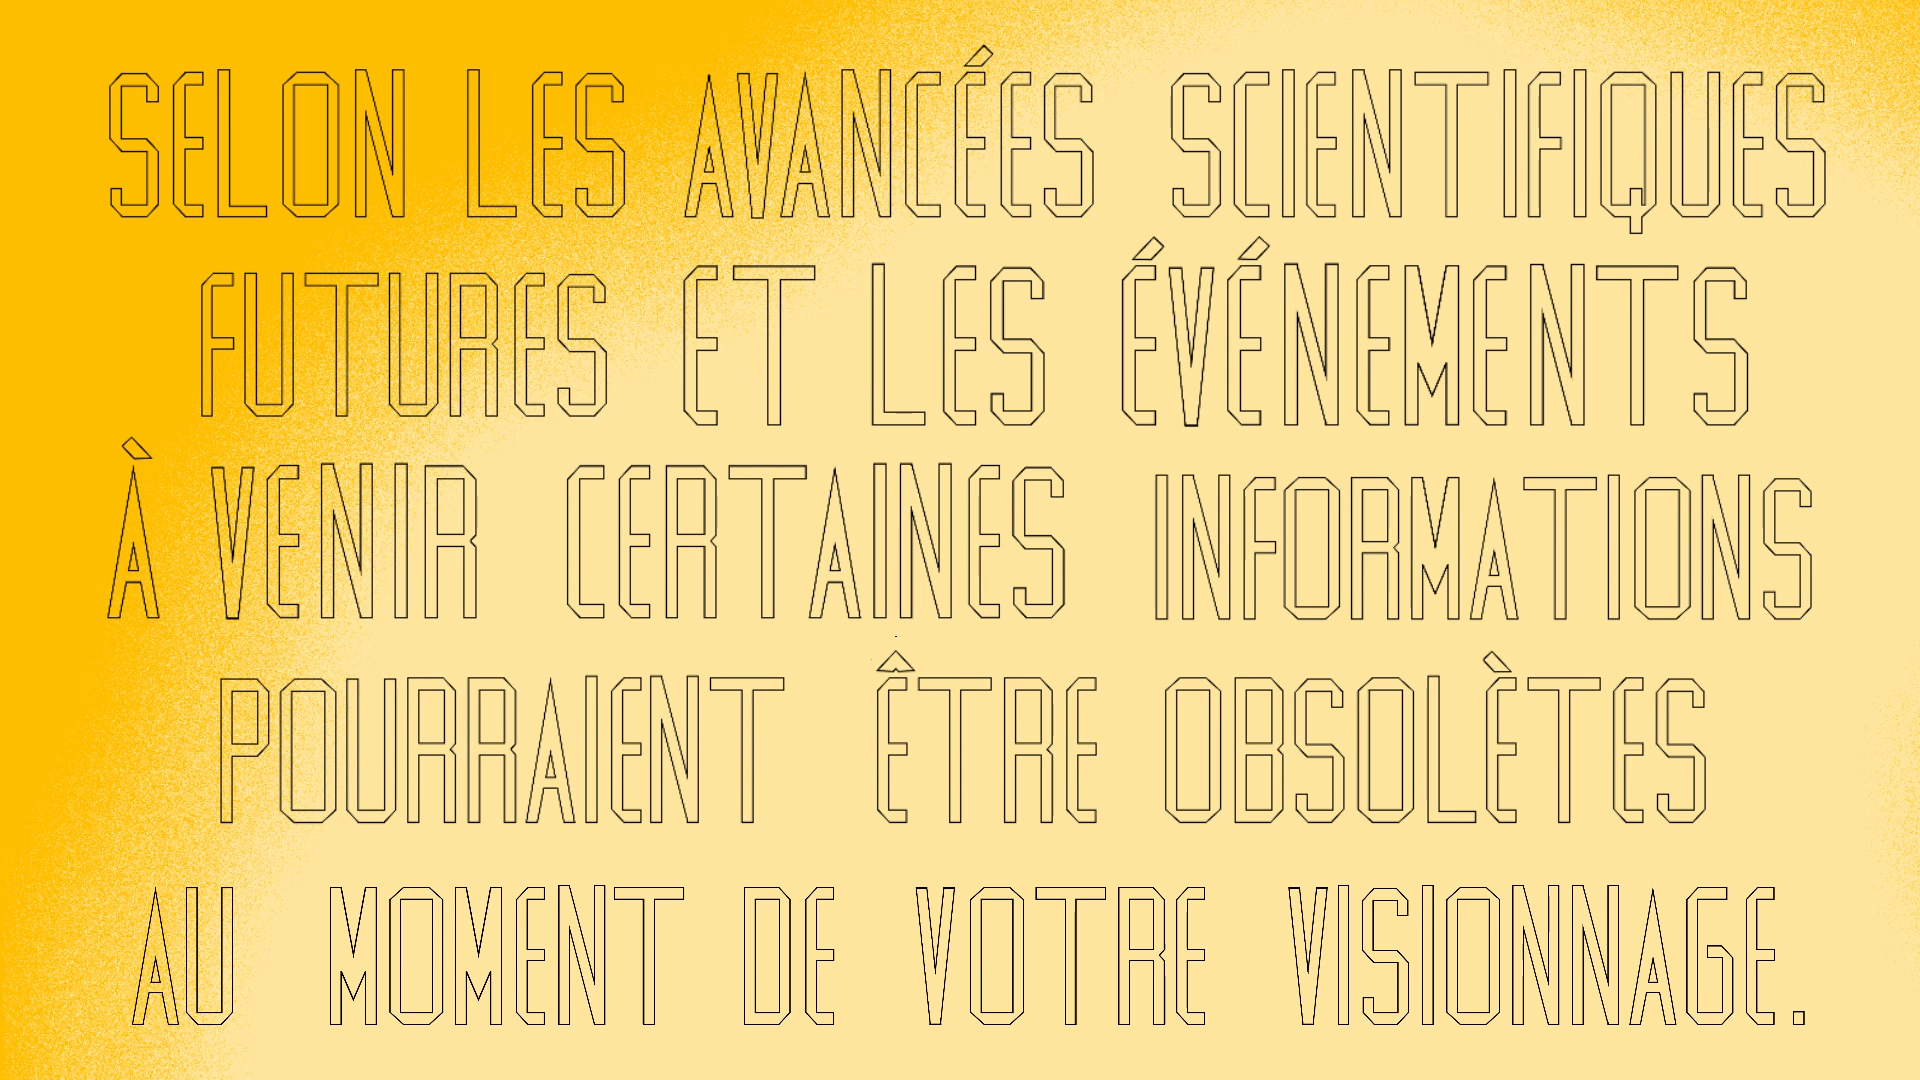 SELON LES AVANCÉES SCIENTIFIQUES
FUTURES ET LES ÉVÉNEMENTS
À VENIR CERTAINES INFORMATIONS
POURRAIENT ÊTRE OBSOLÈTES
AU MOMENT DE VOTRE VISIONNAGE.